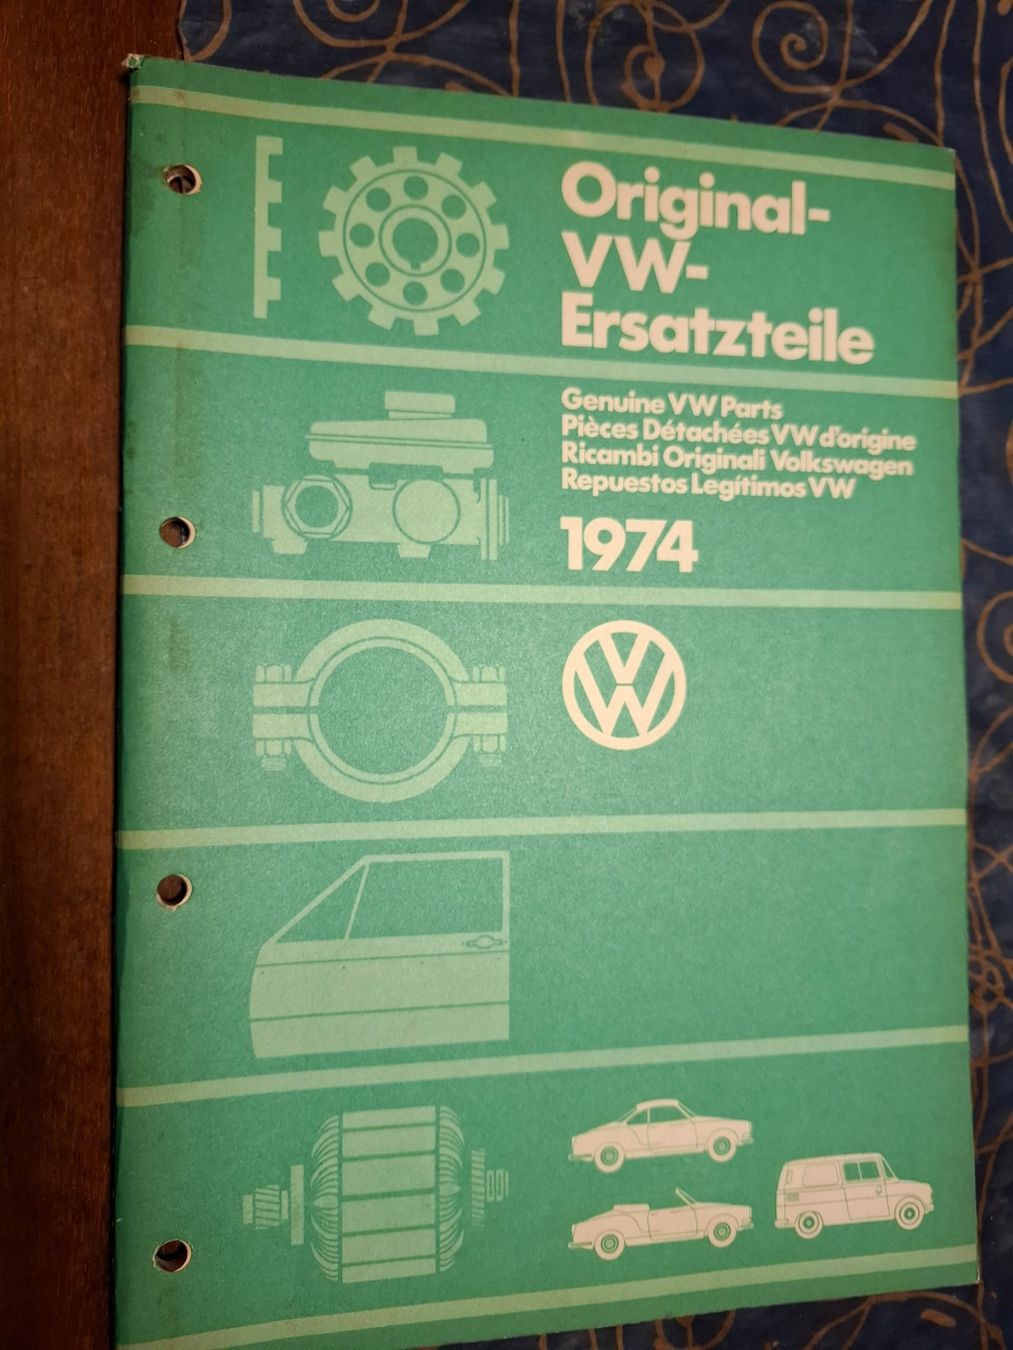 Original-
VW-
Ersatzteile
Genuine VW Parts
Pièces Détachées VW d'origine
Ricambi Originali Volkswagen
Repuestos Legítimos VW
1974
VW